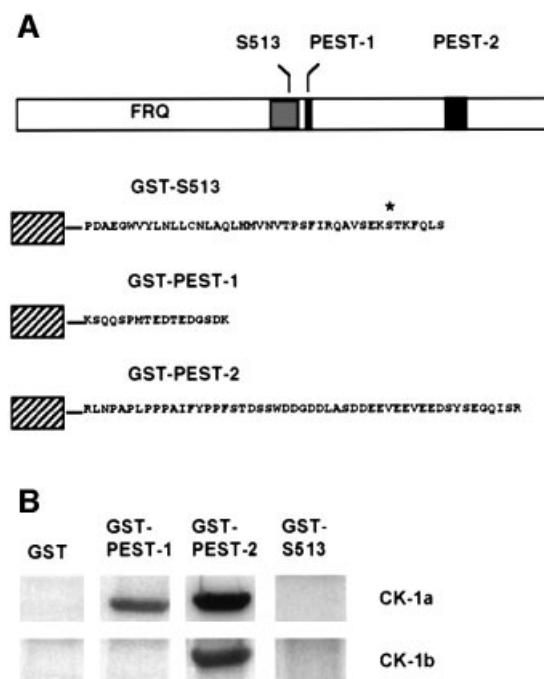 A
S513 PEST-1 PEST-2
FRQ
GST-S513
*
PDAEGWVYLNLLCNLAQLHMVNVTPSFIRQAVSEKSTKFQLS
GST-PEST-1
KSQQSPMTEDTEDGSDK
GST-PEST-2
RLNPAPLPPPAIFYPPFSTDSSWDDGDDLASDDEEVEEVEEDSYSEGQISR
B
GST GST-PEST-1 GST-PEST-2 GST-S513
CK-1a
CK-1b